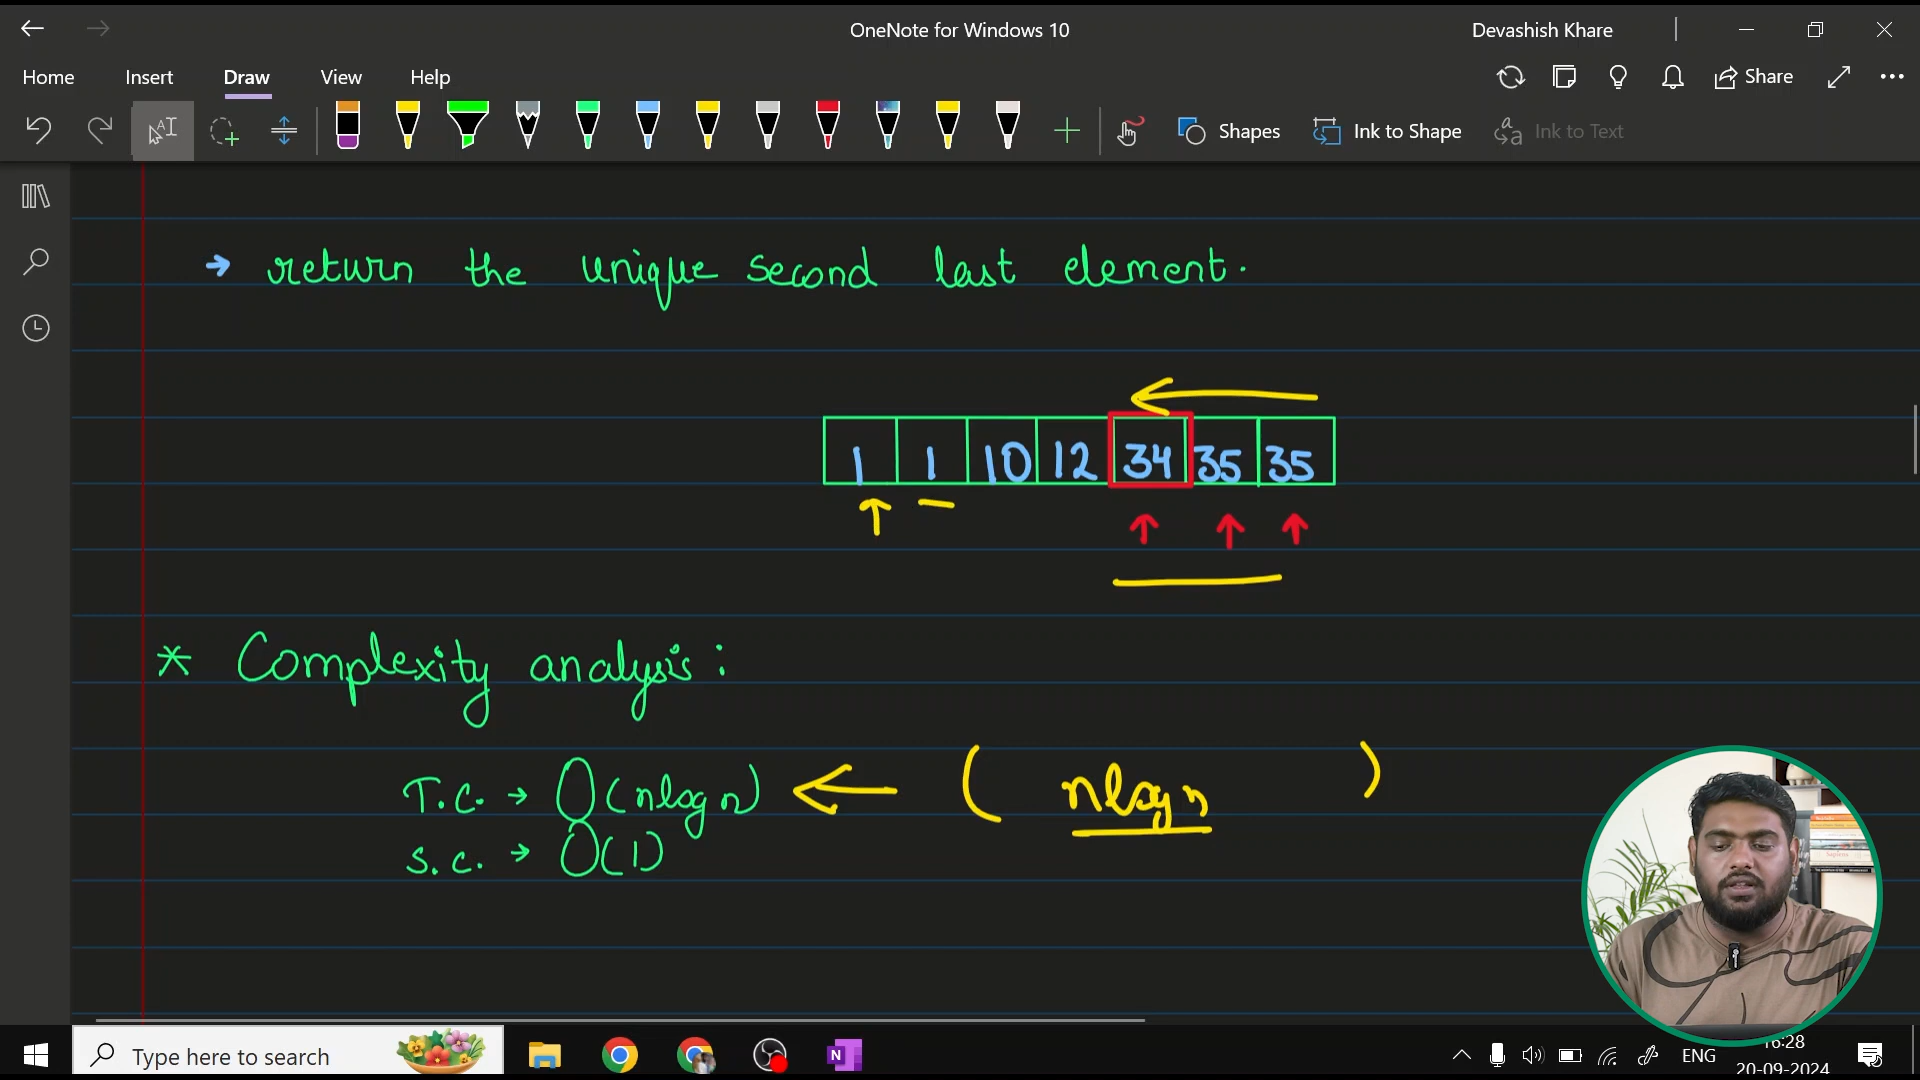 OneNote for Windows 10
Devashish Khare
Home Insert Draw View Help
Share
Shapes Ink to Shape Ink to Text
→ return the unique second last element.
1 1 10 12 34 35 35
* Complexity analysis:
T.C. → O(nlog n) ← ( nlogn )
S.C. → O(1)
Type here to search
ENG
16:28
20-09-2024